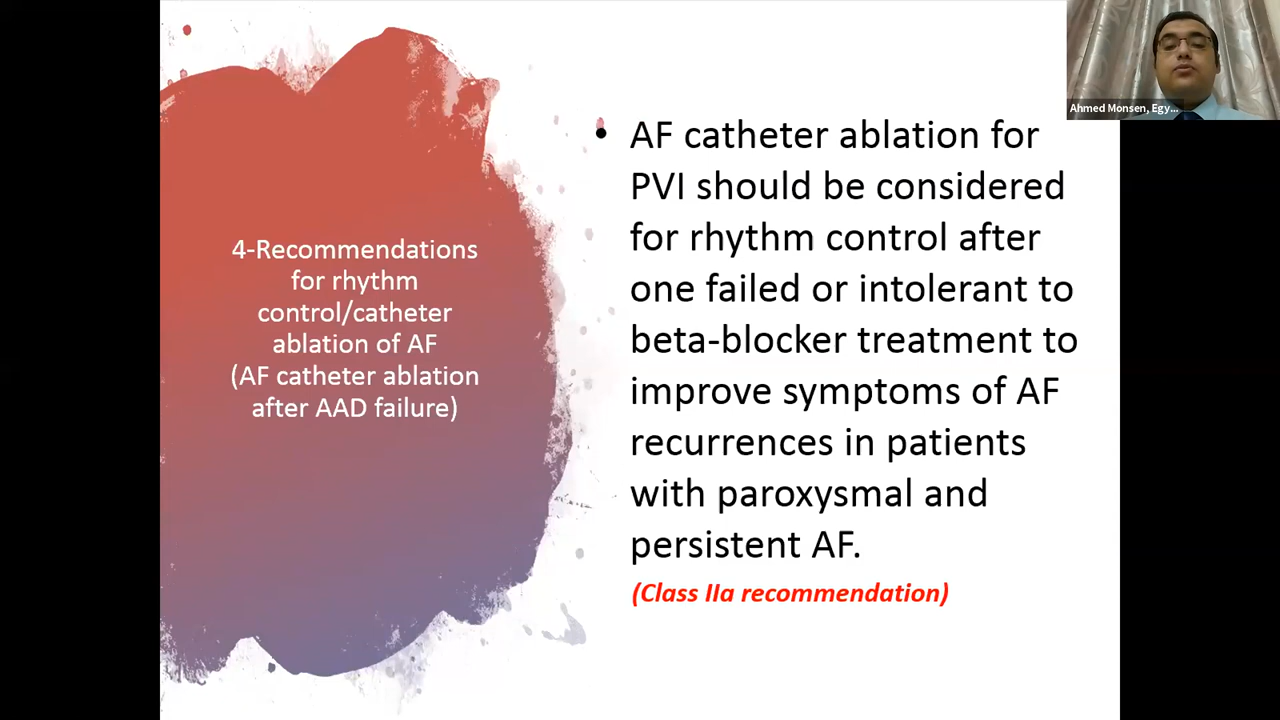 4-Recommendations
for rhythm
control/catheter
ablation of AF
(AF catheter ablation
after AAD failure)
• AF catheter ablation for
PVI should be considered
for rhythm control after
one failed or intolerant to
beta-blocker treatment to
improve symptoms of AF
recurrences in patients
with paroxysmal and
persistent AF.
(Class IIa recommendation)
Ahmed Monsen, Egy...